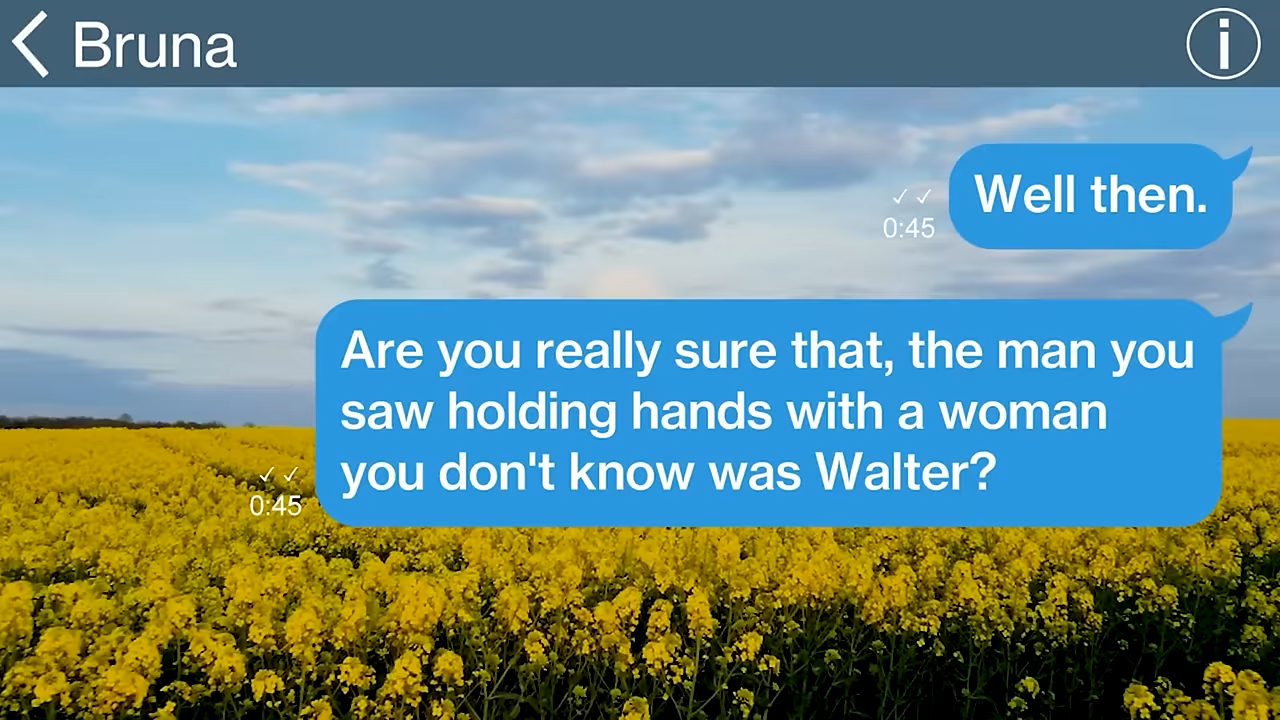 Bruna
Well then.
✓✓
0:45
Are you really sure that, the man you
saw holding hands with a woman
you don't know was Walter?
✓✓
0:45